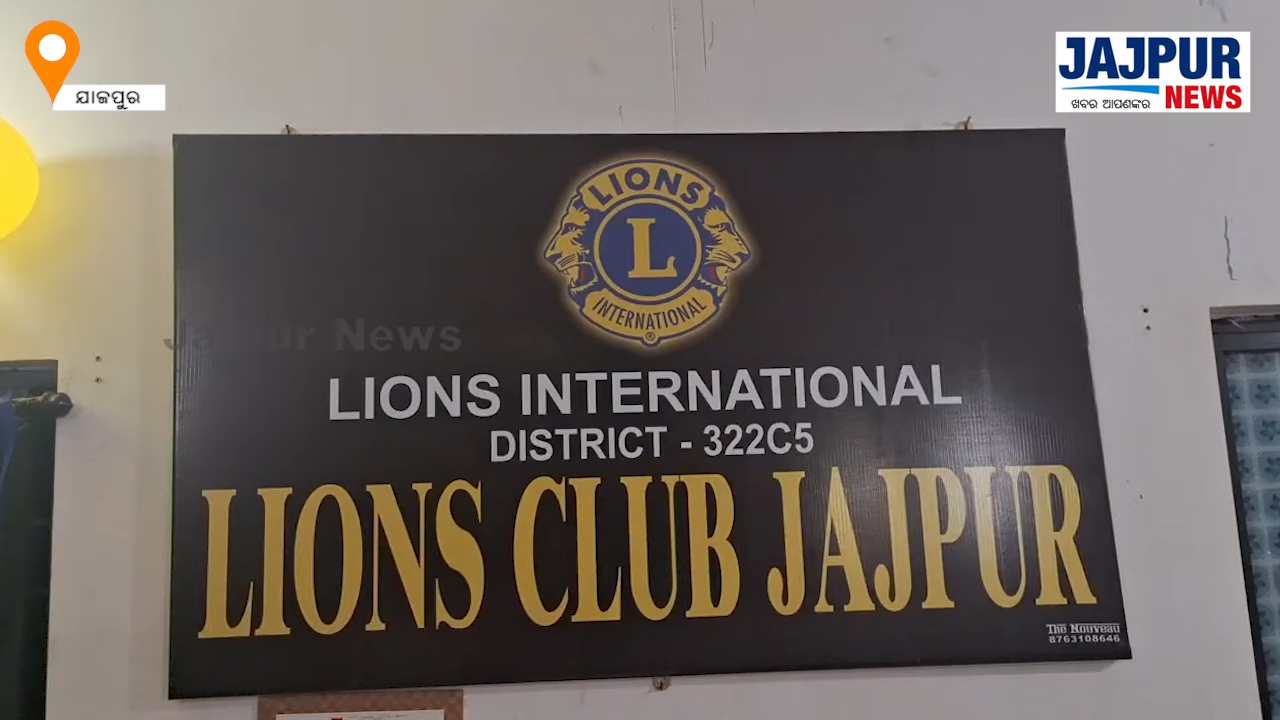 ଯାଜପୁର
JAJPUR
ଖବର ଆପଣଙ୍କର NEWS
LIONS
L
INTERNATIONAL
®
Jajpur News
LIONS INTERNATIONAL
DISTRICT - 322C5
LIONS CLUB JAJPUR
The Nouveau
8763108646